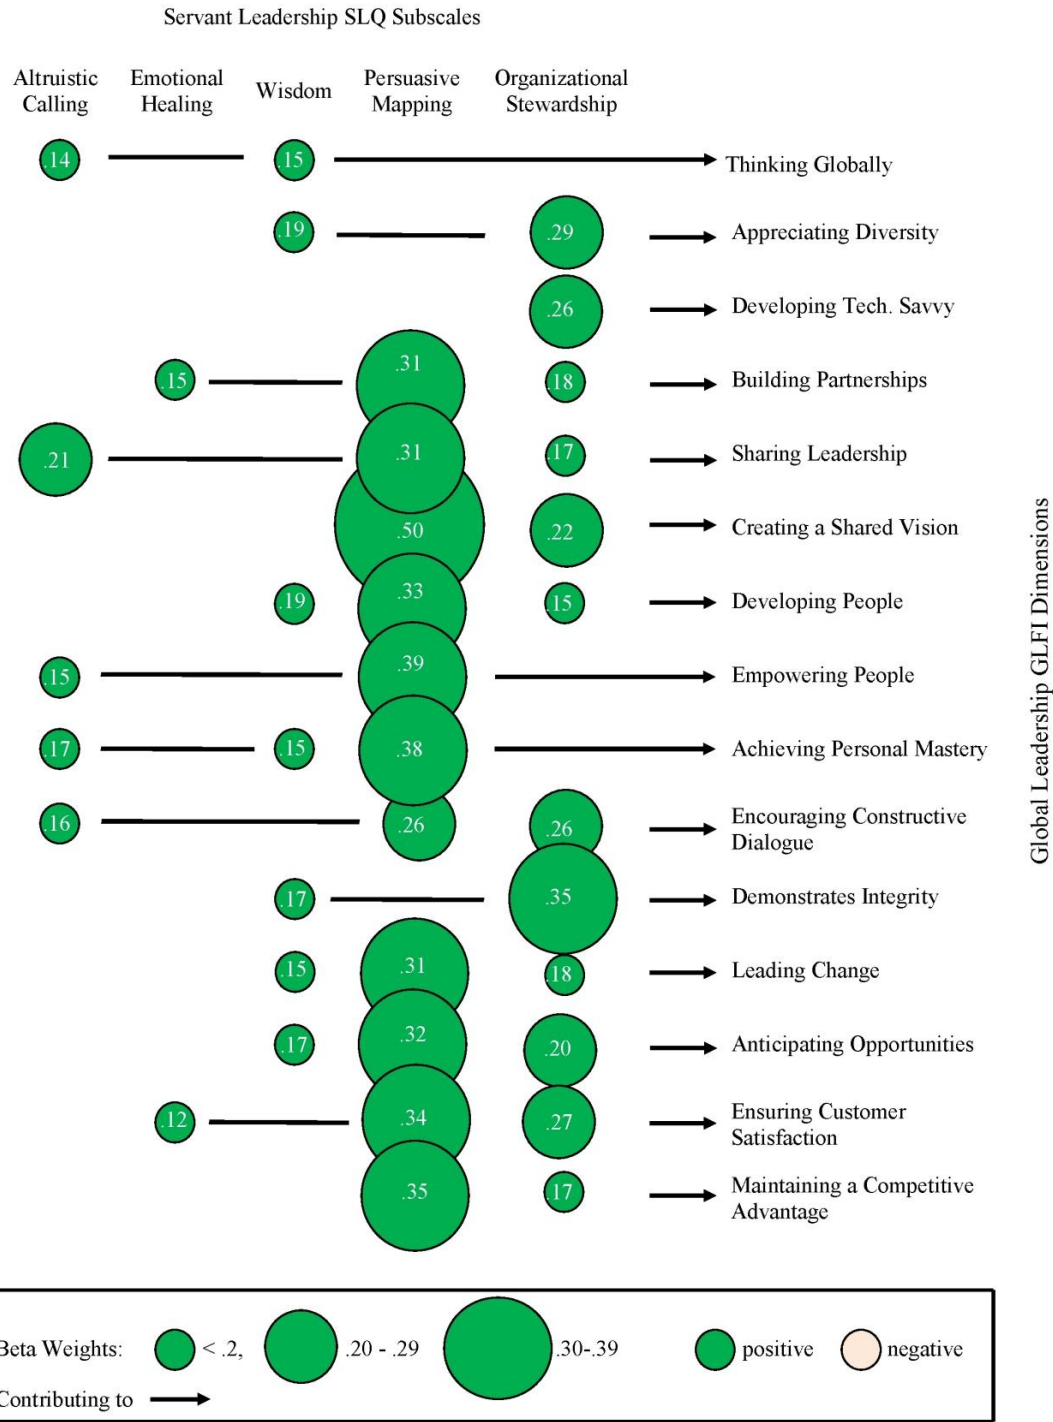 Servant Leadership SLQ Subscales
Altruistic Calling
Emotional Healing
Wisdom
Persuasive Mapping
Organizational Stewardship
.14 .15 Thinking Globally
.19 .29 Appreciating Diversity
.26 Developing Tech. Savvy
.15 .31 .18 Building Partnerships
.21 .31 .17 Sharing Leadership
.50 .22 Creating a Shared Vision
.19 .33 .15 Developing People
.15 .39 Empowering People
.17 .15 .38 Achieving Personal Mastery
.16 .26 .26 Encouraging Constructive
Dialogue
.17 .35 Demonstrates Integrity
.15 .31 .18 Leading Change
.17 .32 .20 Anticipating Opportunities
.12 .34 .27 Ensuring Customer
Satisfaction
.35 .17 Maintaining a Competitive
Advantage
Global Leadership GLFI Dimensions
Beta Weights: < .2, .20 - .29 .30-.39 positive negative
Contributing to